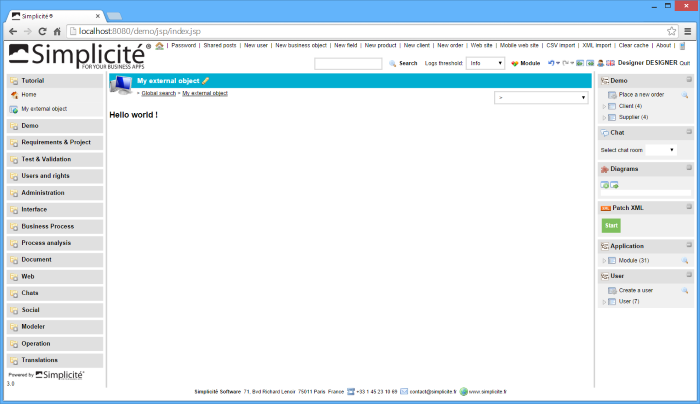 Simplicité ®
localhost:8080/demo/jsp/index.jsp
Simplicité ®
FOR YOUR BUSINESS APPS
| Password | Shared posts | New user | New business object | New field | New product | New client | New order | Web site | Mobile web site | CSV import | XML import | Clear cache | About |
Search Logs threshold: Info Module Designer DESIGNER Quit
Tutorial
Home
My external object
Demo
Requirements & Project
Test & Validation
Users and rights
Administration
Interface
Business Process
Process analysis
Document
Web
Chats
Social
Modeler
Operation
Translations
Powered by Simplicité
3.0
My external object
> Global search > My external object
>
Hello world !
Demo
Place a new order
Client (4)
Supplier (4)
Chat
Select chat room
Diagrams
Patch XML
Start
Application
Module (31)
User
Create a user
User (7)
Simplicité Software 71, Bvd Richard Lenoir 75011 Paris France +33 1 45 23 10 69 contact@simplicite.fr www.simplicite.fr